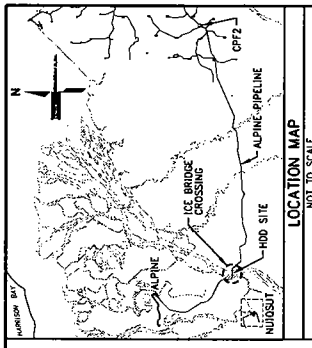 HARRISON BAY
N
ALPINE
CPF2
ICE BRIDGE
CROSSING
ALPINE PIPELINE
HDD SITE
NUIQSUT
LOCATION MAP
NOT TO SCALE